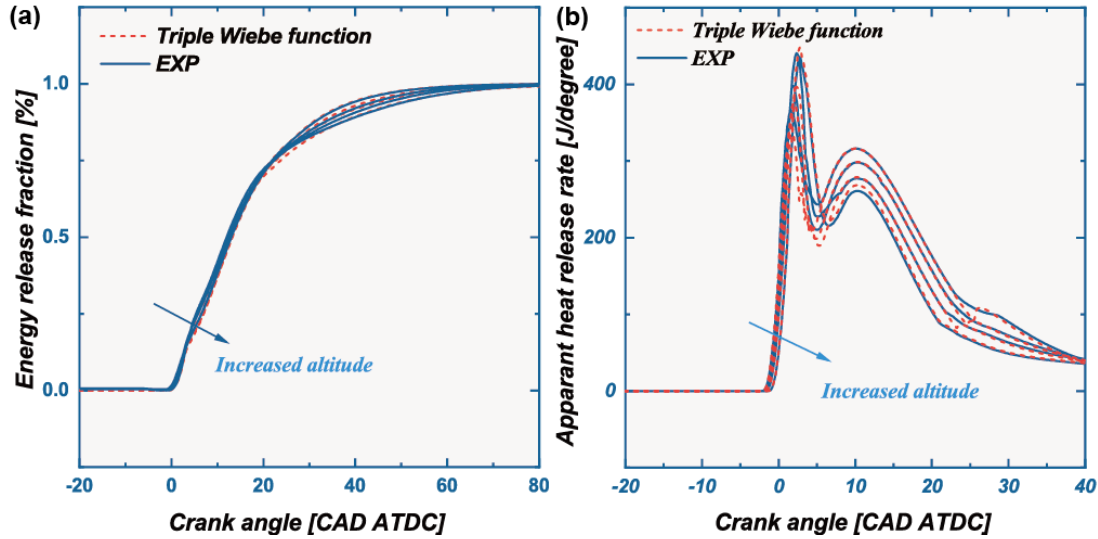 (a)
Triple Wiebe function
EXP
Energy release fraction [%]
1.0
0.5
0.0
Increased altitude
-20
0
20
40
60
80
Crank angle [CAD ATDC]
(b)
Triple Wiebe function
EXP
Apparant heat release rate [J/degree]
400
200
0
Increased altitude
-20
-10
0
10
20
30
40
Crank angle [CAD ATDC]